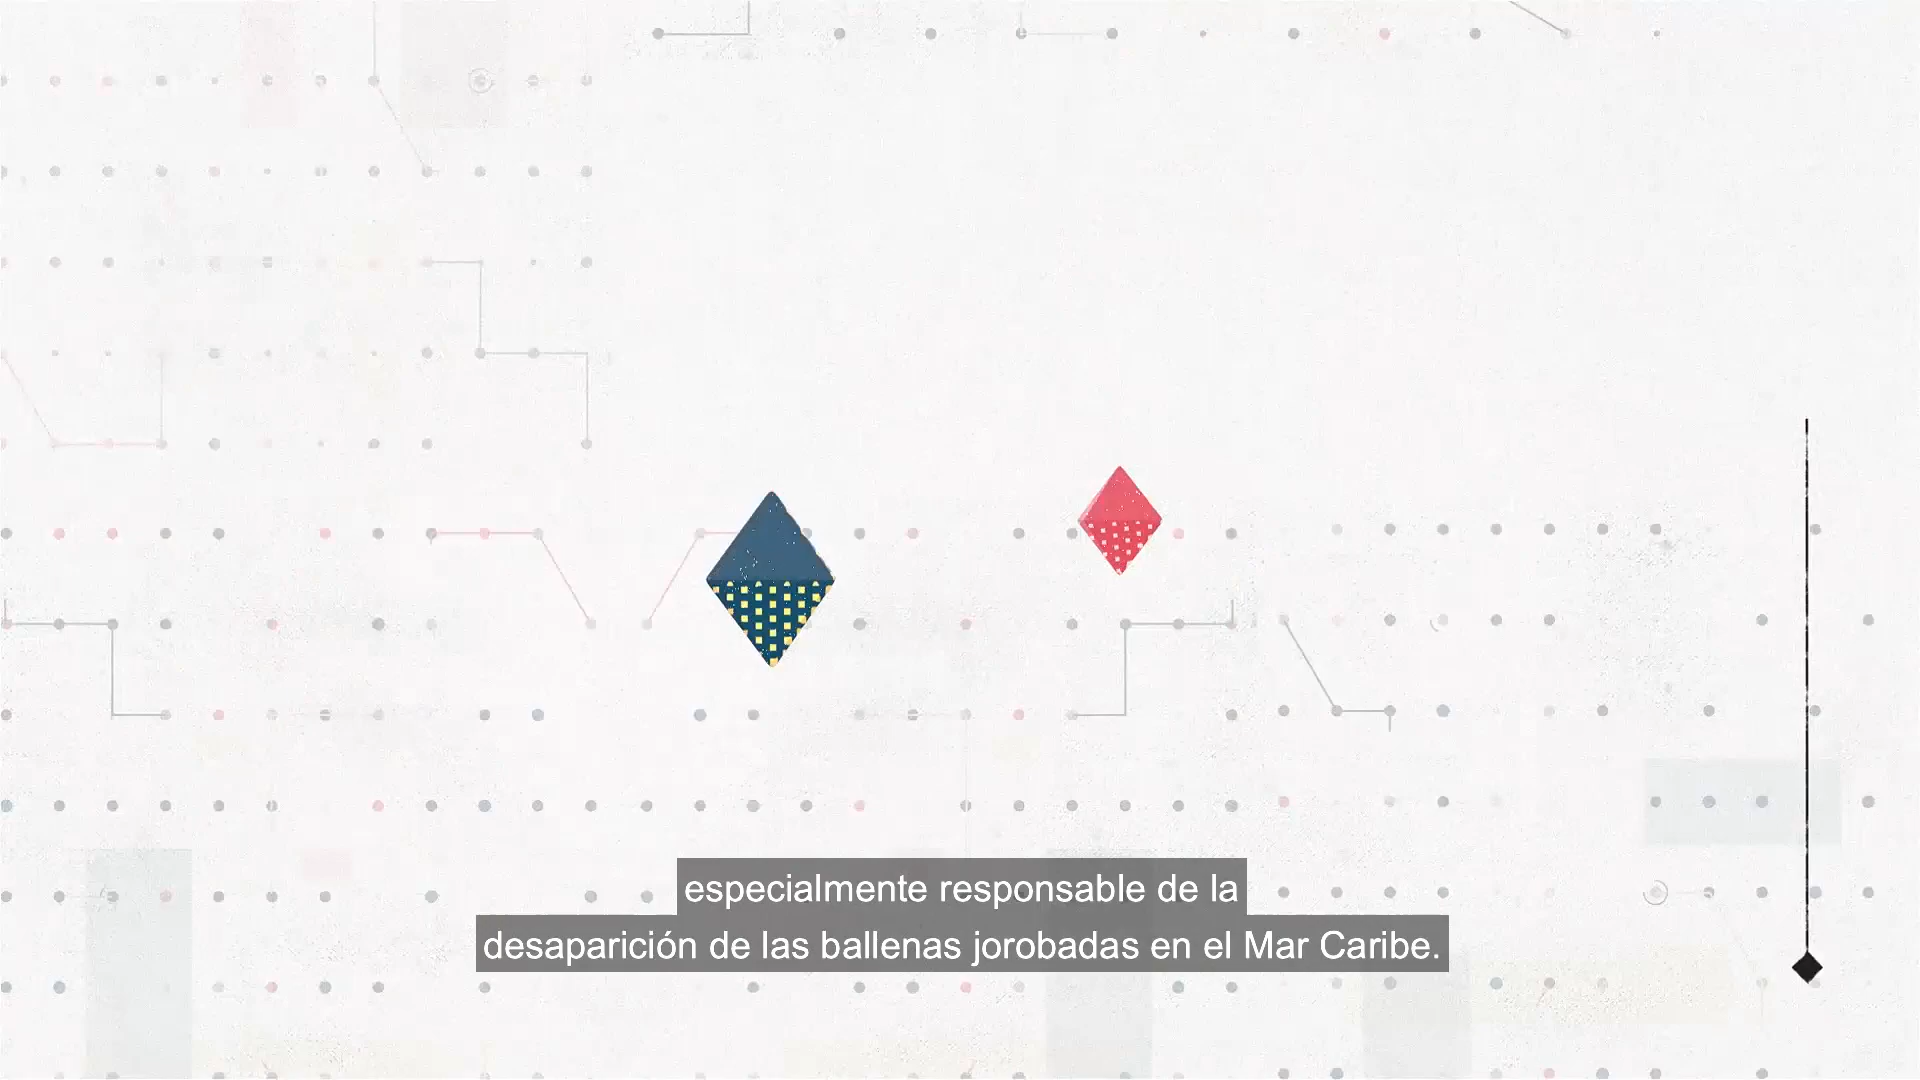 especialmente responsable de la
desaparición de las ballenas jorobadas en el Mar Caribe.